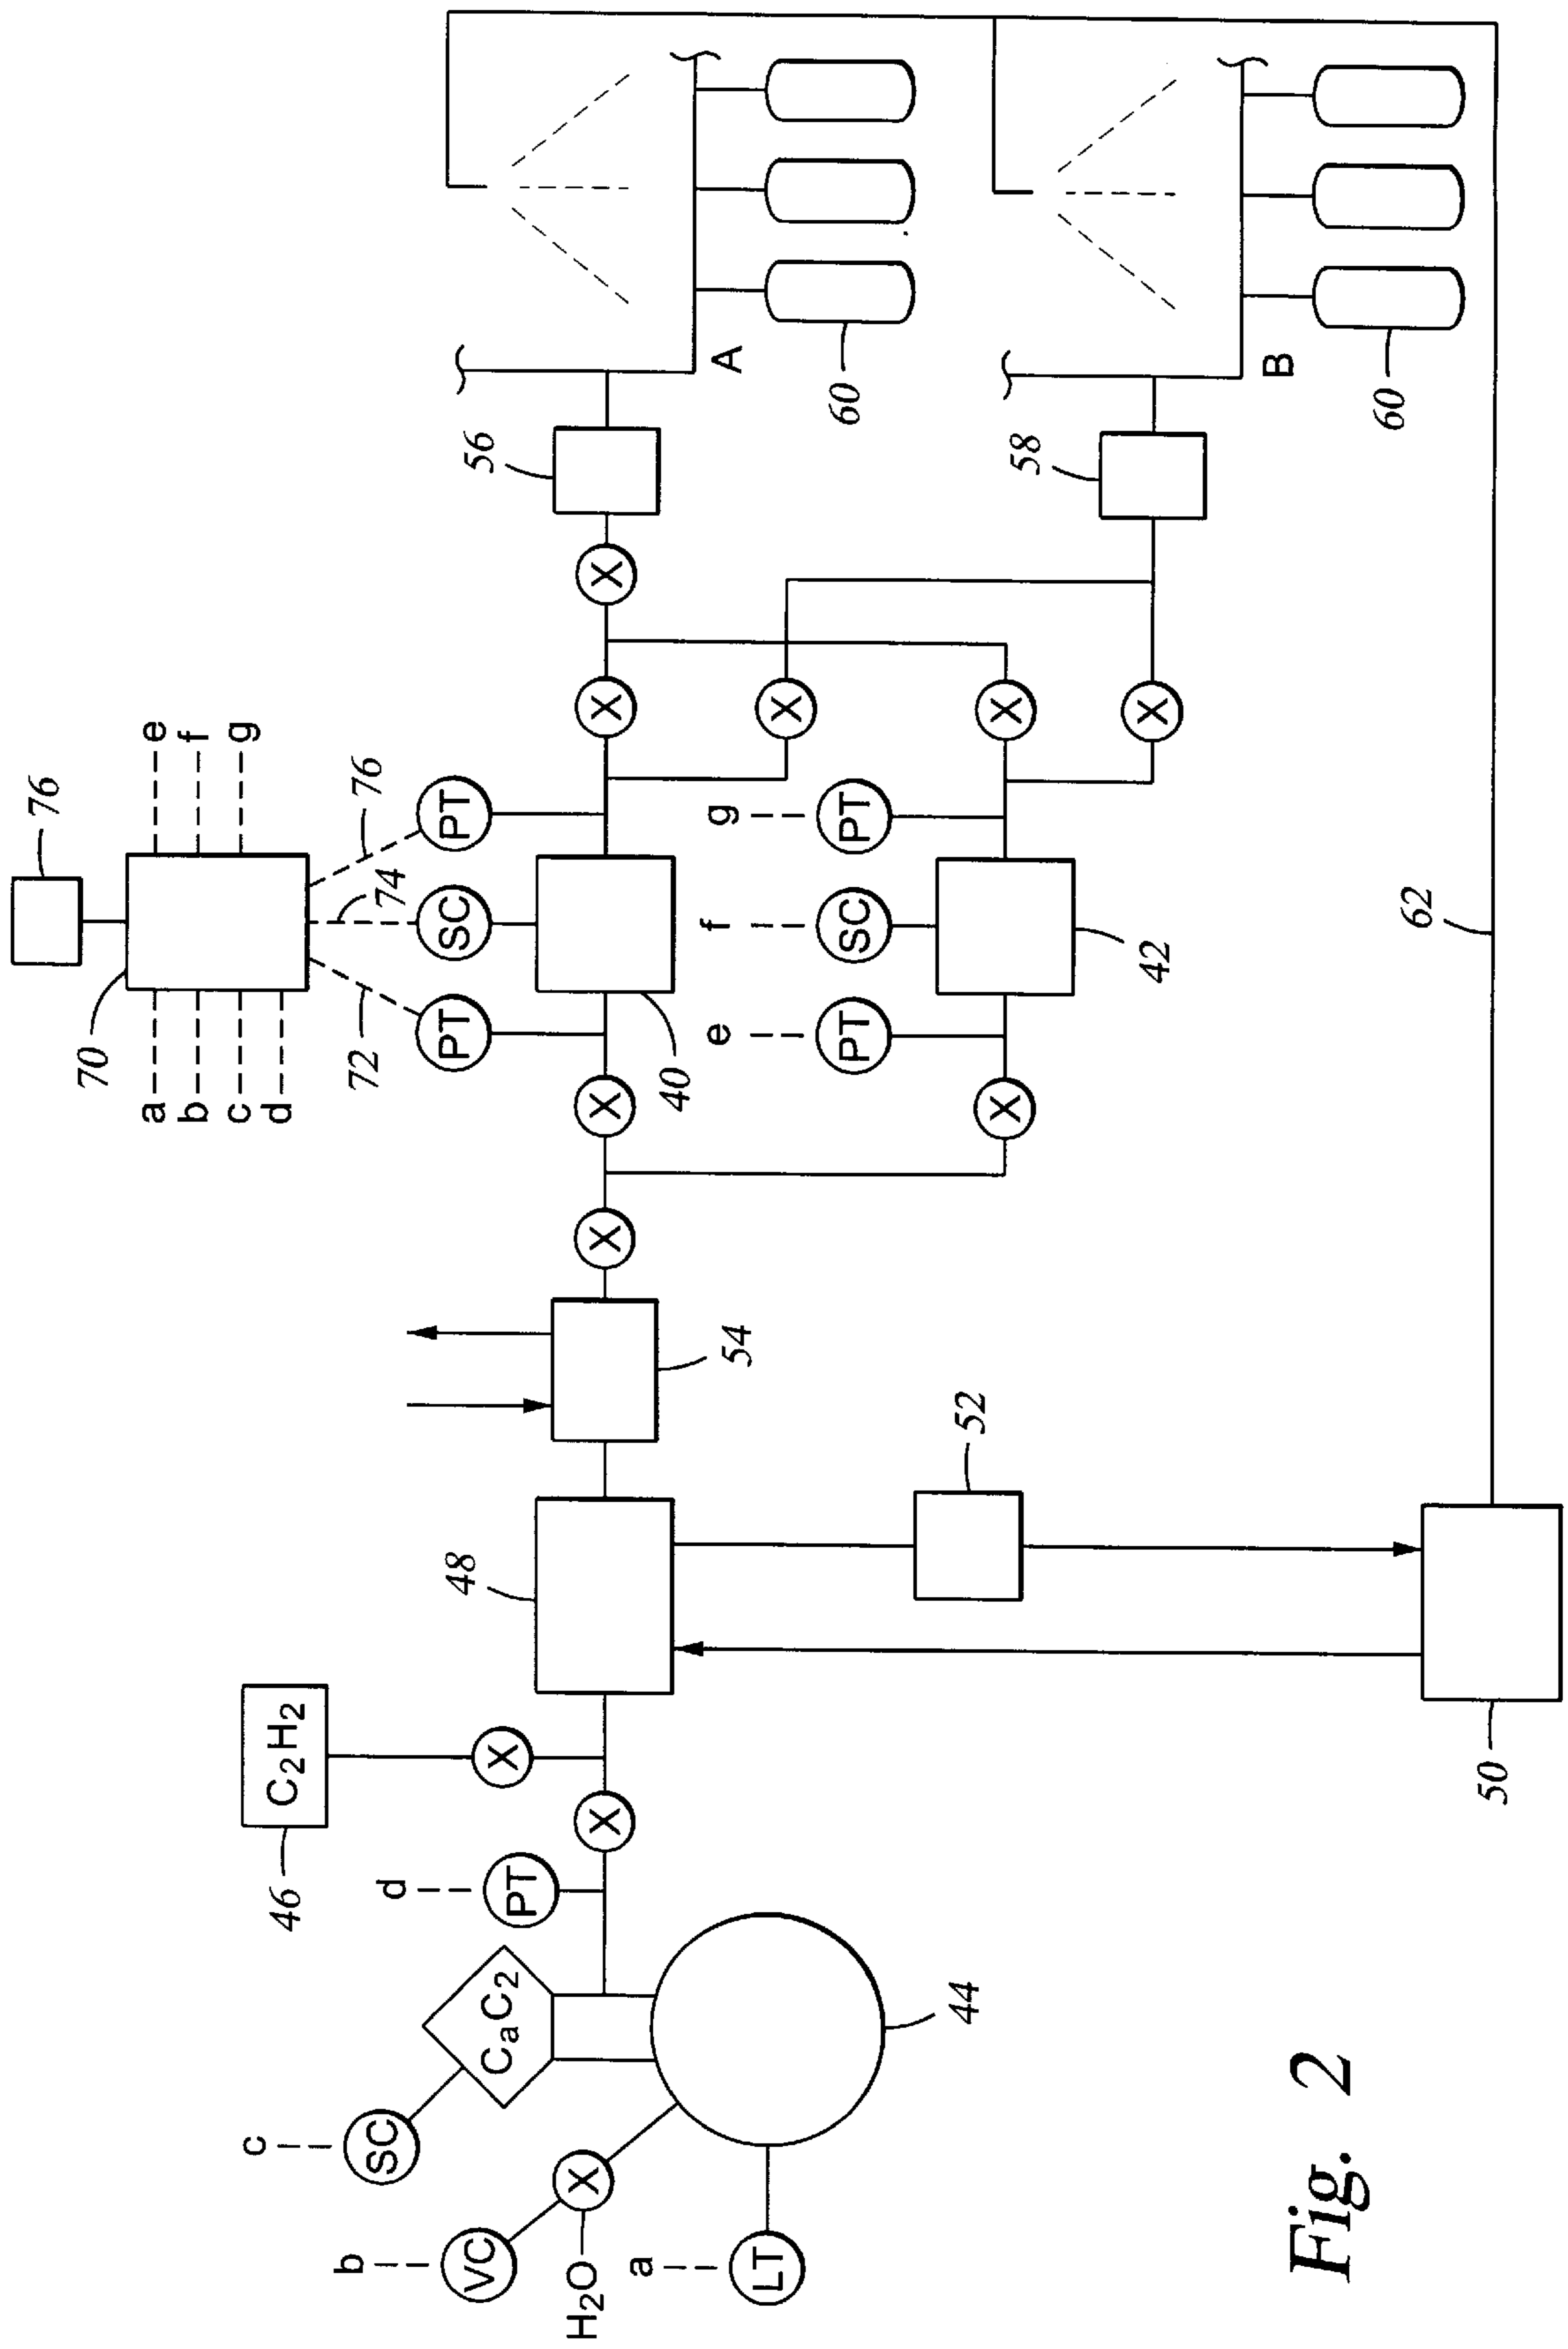 76
70
a
e
b
f
c
g
d
76
74
72
C2H2
46
c
b
d
SC
PT
SC
PT
48
56
VC
CaC2
PT
X
H2O
X
X
X
X
X
X
a
40
54
A
LT
e
f
g
X
60
PT
SC
PT
44
52
X
X
42
X
58
B
60
62
50
Fig. 2